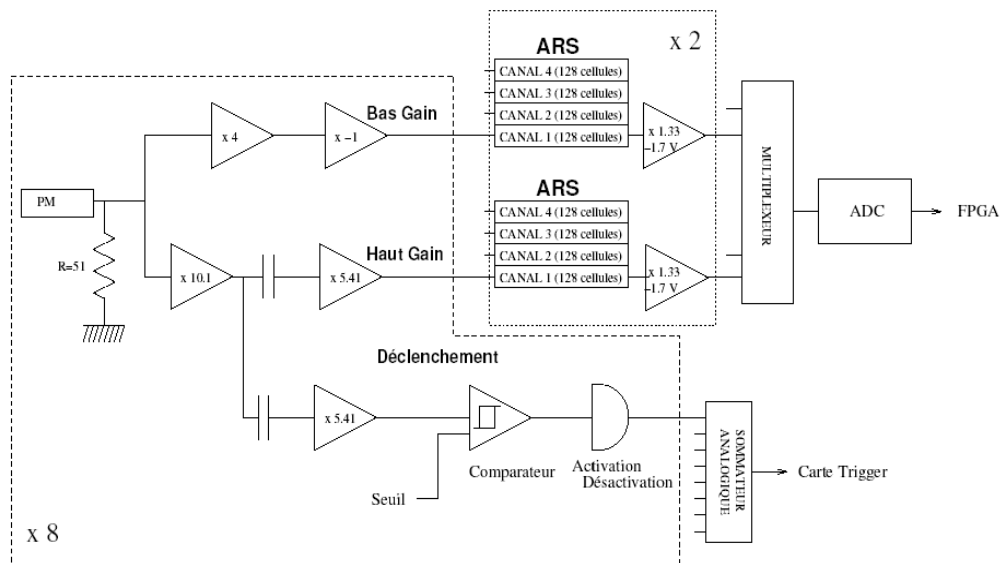 ARS
x 2
CANAL 4 (128 cellules)
CANAL 3 (128 cellules)
CANAL 2 (128 cellules)
CANAL 1 (128 cellules)
Bas Gain
x 4
x −1
x 1.33
−1.7 V
MULTIPLEXEUR
PM
R=51
ARS
CANAL 4 (128 cellules)
CANAL 3 (128 cellules)
CANAL 2 (128 cellules)
CANAL 1 (128 cellules)
Haut Gain
x 10.1
x 5.41
x 1.33
−1.7 V
ADC
FPGA
Déclenchement
x 5.41
Comparateur
Seuil
Activation
Désactivation
SOMMATEUR
ANALOGIQUE
Carte Trigger
x 8